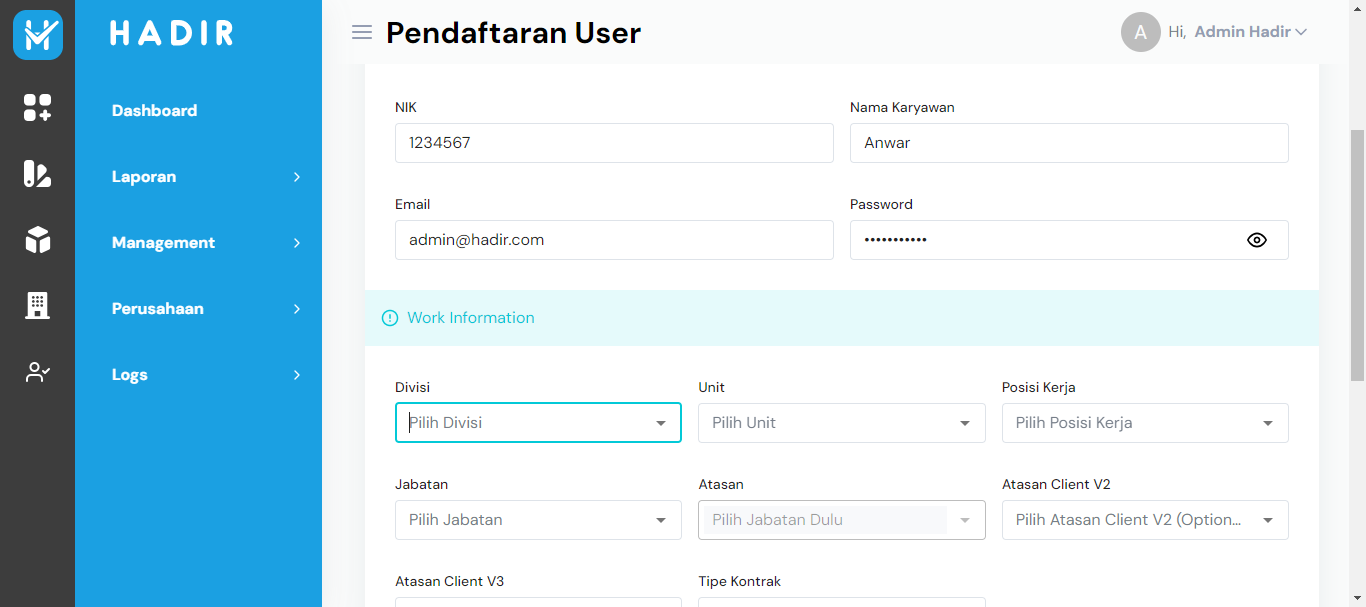 HADIR
Pendaftaran User
A
Hi, Admin Hadir
Dashboard
Laporan
Management
Perusahaan
Logs
NIK
Nama Karyawan
1234567
Anwar
Email
Password
admin@hadir.com
•••••••••••
Work Information
Divisi
Unit
Posisi Kerja
Pilih Divisi
Pilih Unit
Pilih Posisi Kerja
Jabatan
Atasan
Atasan Client V2
Pilih Jabatan
Pilih Jabatan Dulu
Pilih Atasan Client V2 (Option...
Atasan Client V3
Tipe Kontrak